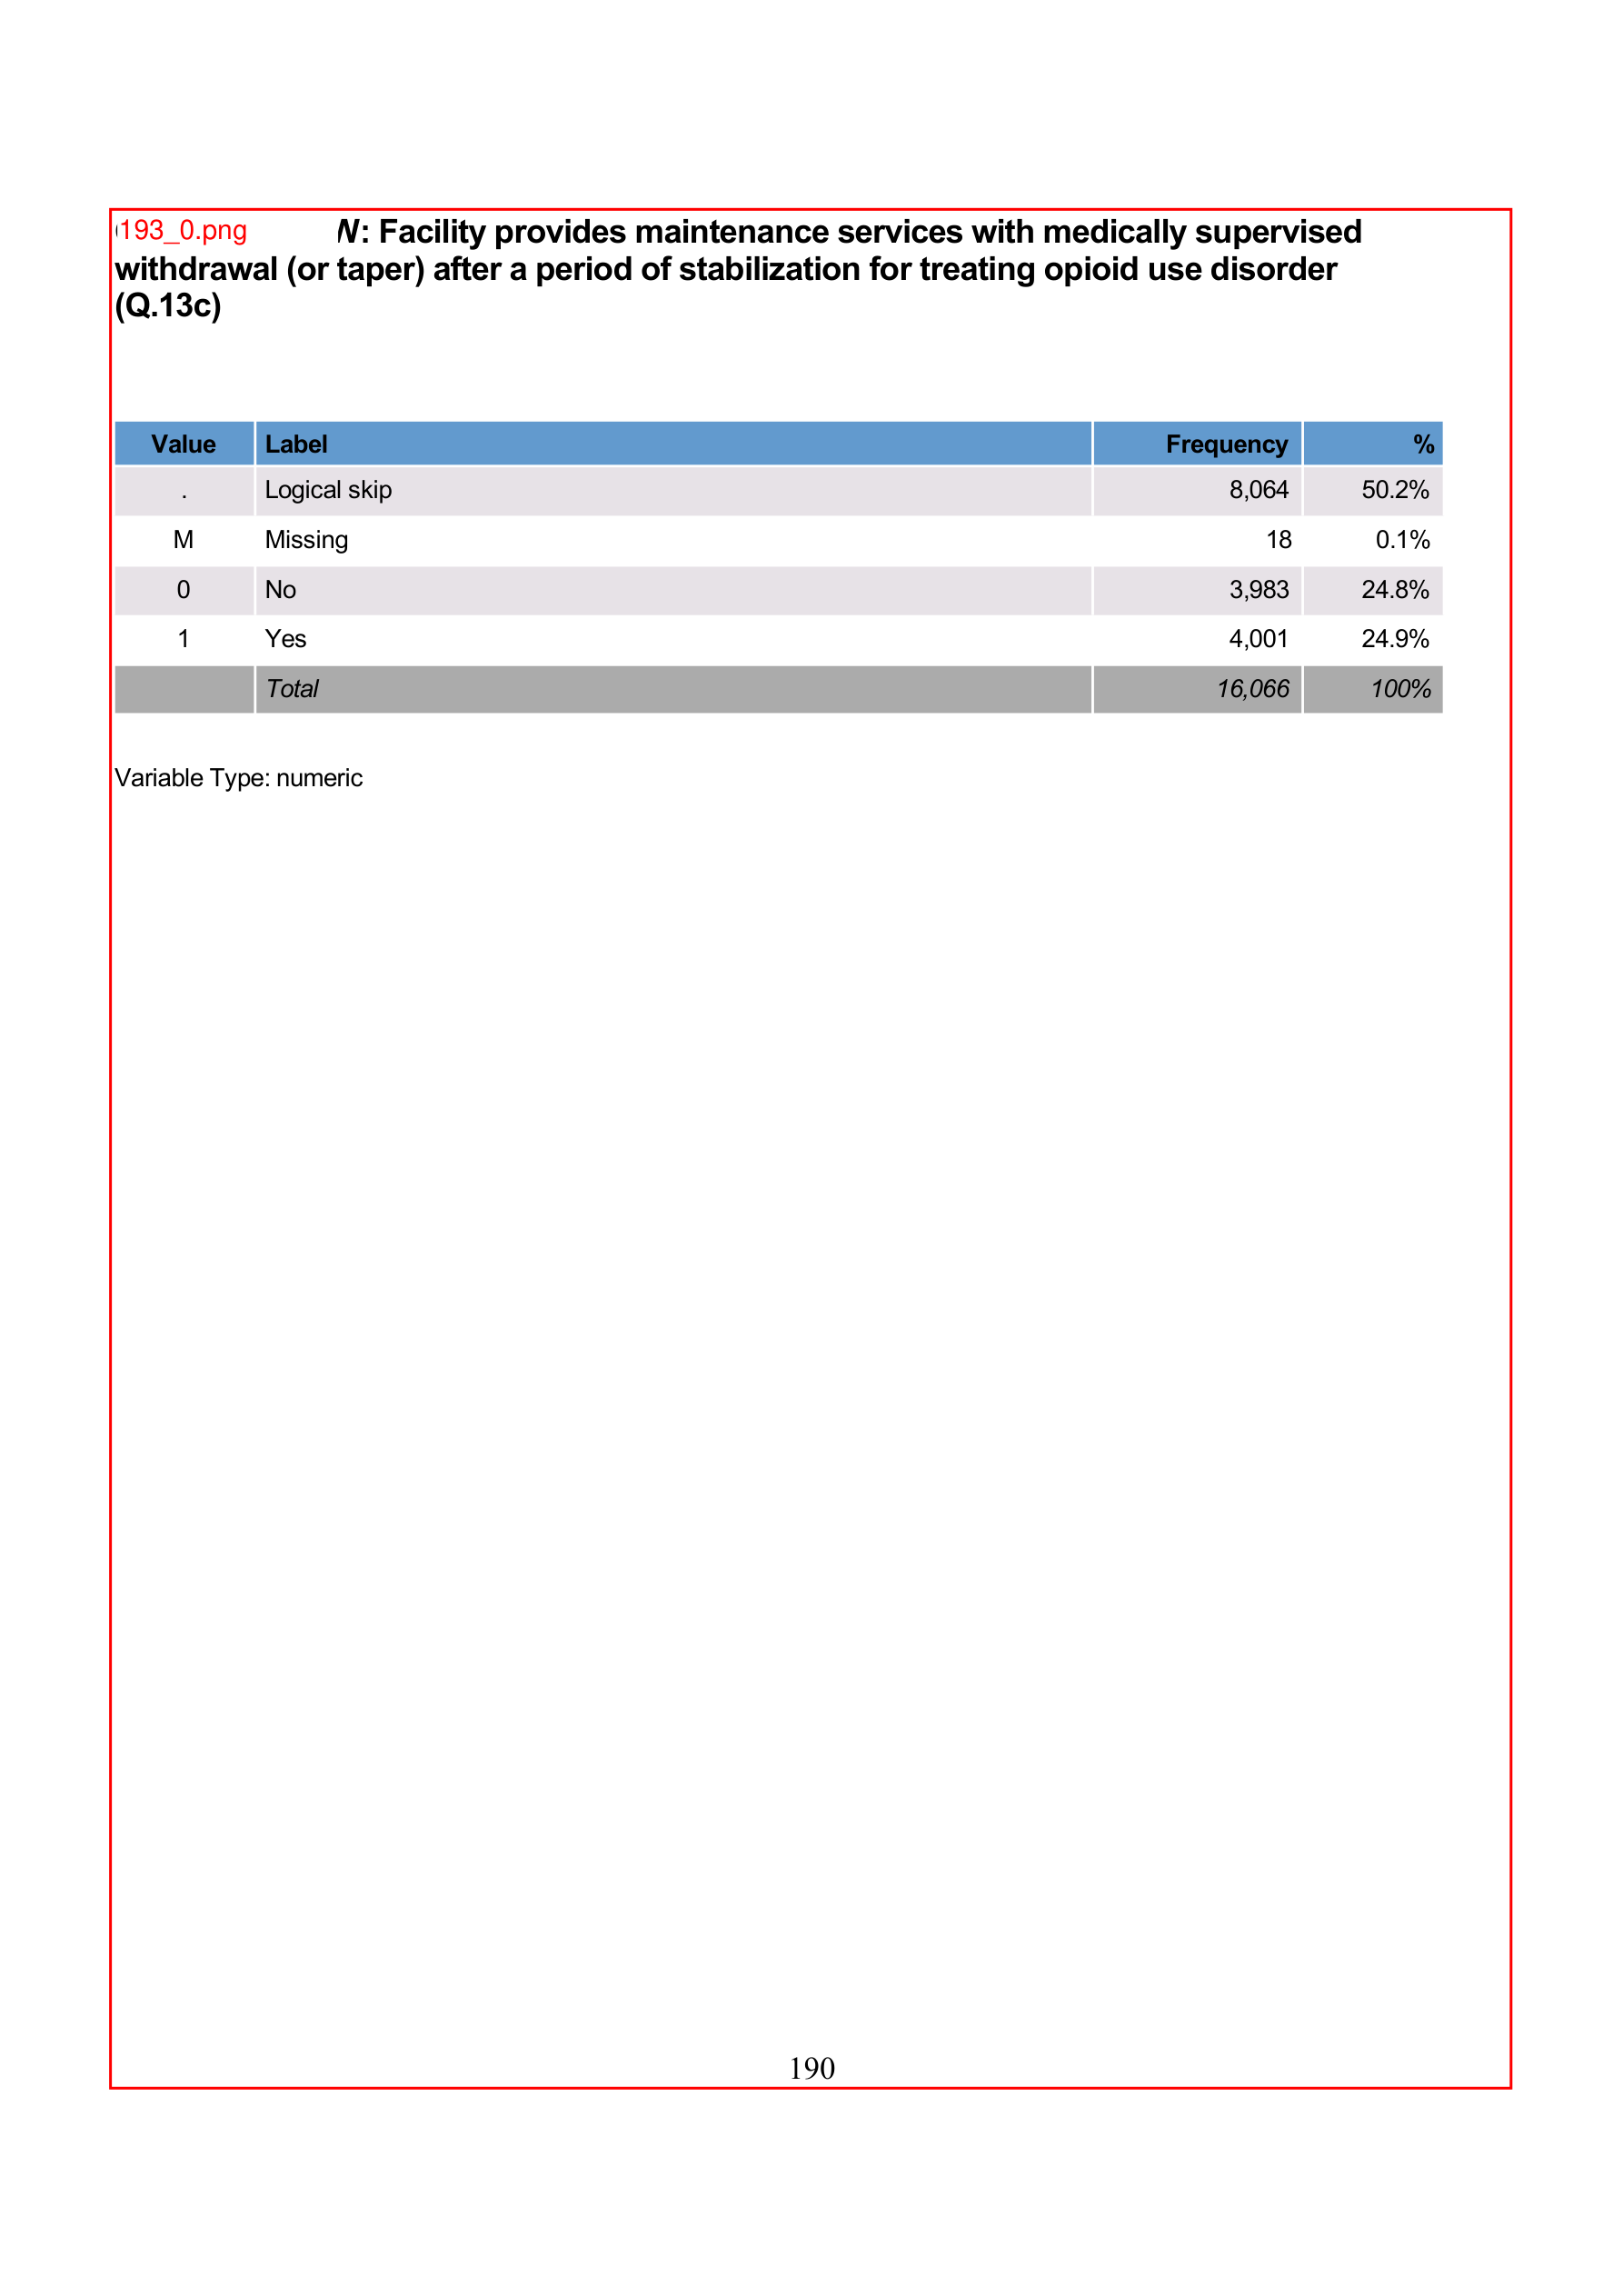 193_0.png : Facility provides maintenance services with medically supervised
withdrawal (or taper) after a period of stabilization for treating opioid use disorder
(Q.13c)
Value Label Frequency %
. Logical skip 8,064 50.2%
M Missing 18 0.1%
0 No 3,983 24.8%
1 Yes 4,001 24.9%
Total 16,066 100%
Variable Type: numeric
190